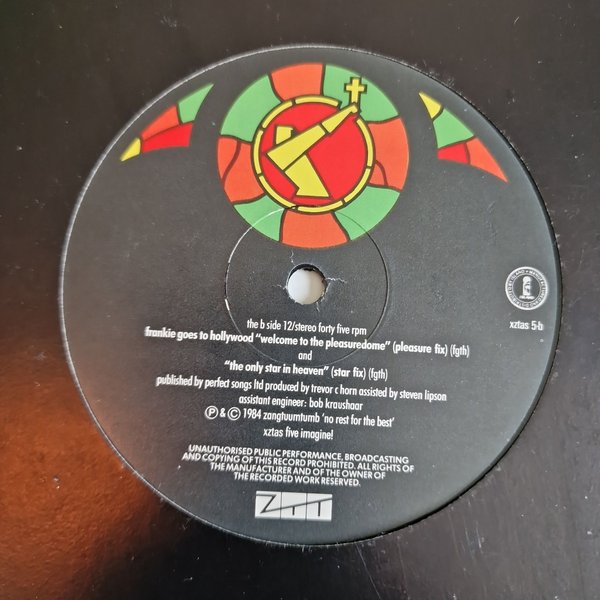 xztas 5-b
the b side 12/stereo forty five rpm
frankie goes to hollywood "welcome to the pleasuredome" (pleasure fix) (fgth)
and
"the only star in heaven" (star fix) (fgth)
published by perfect songs ltd produced by trevor c horn assisted by steven lipson
assistant engineer: bob kraushaar
Ⓟ & © 1984 zangtuumtumb 'no rest for the best'
xztas five imagine!
UNAUTHORISED PUBLIC PERFORMANCE, BROADCASTING
AND COPYING OF THIS RECORD PROHIBITED. ALL RIGHTS OF
THE MANUFACTURER AND OF THE OWNER OF
THE RECORDED WORK RESERVED.
ZTT